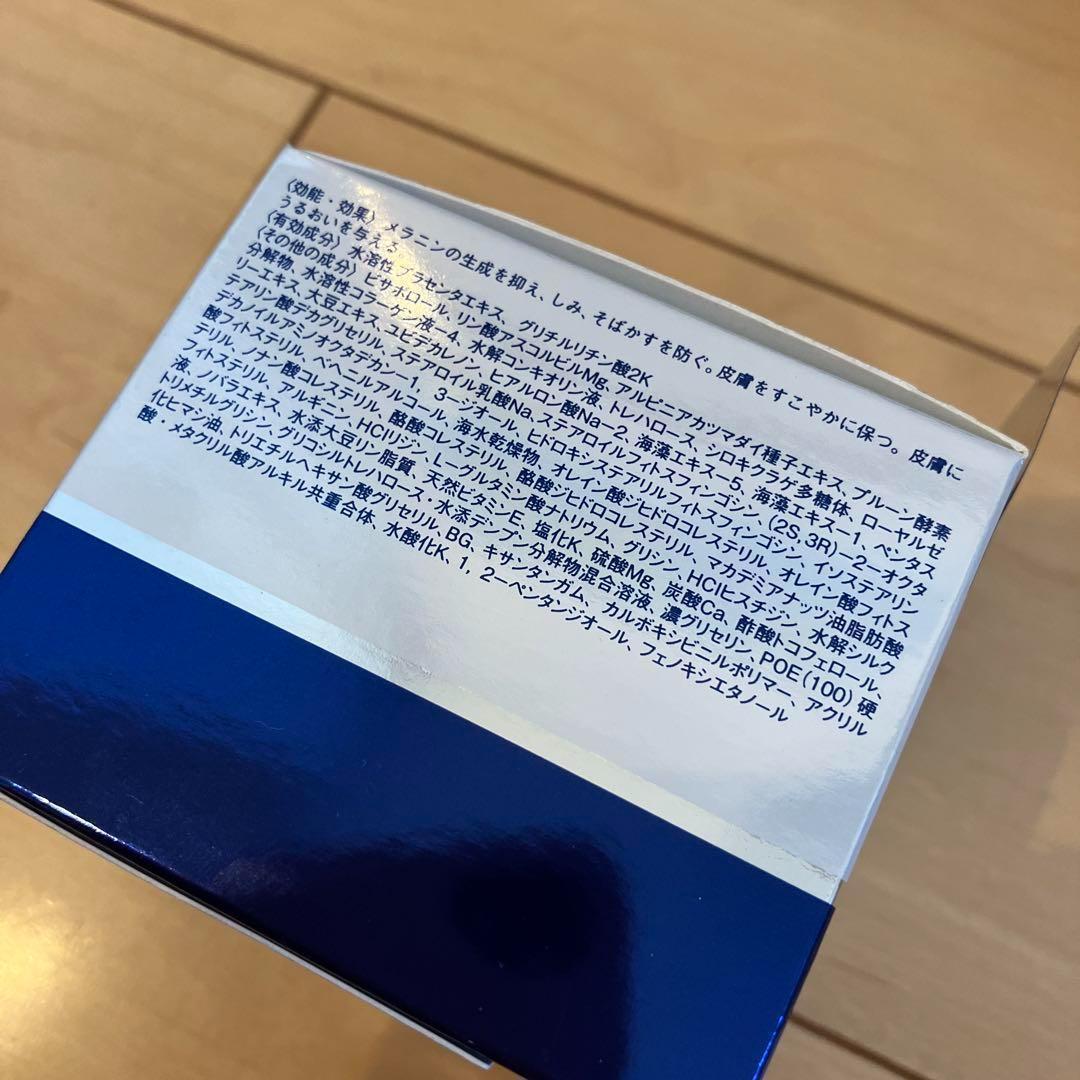 〈効能・効果〉 メラニンの生成を抑え、しみ、そばかすを防ぐ。皮膚をすこやかに保つ。皮膚に
うるおいを与える
〈有効成分〉 水溶性プラセンタエキス、グリチルリチン酸2K
〈その他の成分〉 ビサボロール、リン酸アスコルビルMg、アルピニアカツマダイ種子エキス、プルーン酵素
分解物、水溶性コラーゲン液-4、水解コンキオリン液、トレハロース、シロキクラゲ多糖体、ローヤルゼ
リーエキス、大豆エキス、ユビデカレノン、ヒアルロン酸Na-2、海藻エキス-5、海藻エキス-1、ペンタス
テアリン酸デカグリセリル、ステアロイル乳酸Na、ステアロイルフィトスフィンゴシン、(2S,3R)-2-オクタ
デカノイルアミノオクタデカン-1,3-ジオール、ヒドロキシステアリルフィトスフィンゴシン、イソステアリン
酸フィトステリル、ベヘニルアルコール、海水乾燥物、オレイン酸ジヒドロコレステリル、オレイン酸フィトス
テリル、ノナン酸コレステリル、酪酸コレステリル、酪酸ジヒドロコレステリル、マカデミアナッツ油脂肪酸
フィトステリル、アルギニン、HClリジン、L-グルタミン酸ナトリウム、グリシン、HClヒスチジン、水解シルク
液、ノバラエキス、水添大豆リン脂質、天然ビタミンE、塩化K、硫酸Mg、炭酸Ca、酢酸トコフェロール、
トリメチルグリシン、グリコシルトレハロース・水添デンプン分解物混合溶液、濃グリセリン、POE(100)硬
化ヒマシ油、トリエチルヘキサン酸グリセリル、BG、キサンタンガム、カルボキシビニルポリマー、アクリル
酸・メタクリル酸アルキル共重合体、水酸化K、1,2-ペンタンジオール、フェノキシエタノール